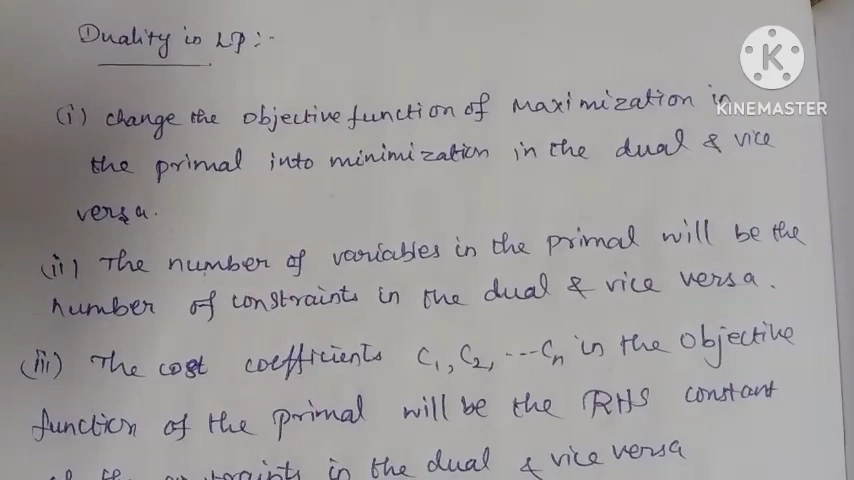 Duality in LP:-
KINEMASTER
(i) change the objective function of maximization in
the primal into minimization in the dual & vice
versa.
(ii) The number of variables in the primal will be the
number of constraints in the dual & vice versa.
(iii) The cost coefficients C1, C2, ---Cn in the objective
function of the primal will be the RHS constant
in the dual & vice versa